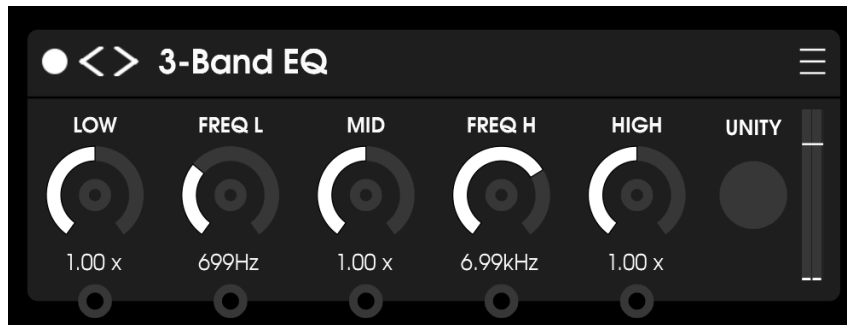 3-Band EQ
LOW FREQ L MID FREQ H HIGH UNITY
1.00 x 699Hz 1.00 x 6.99kHz 1.00 x